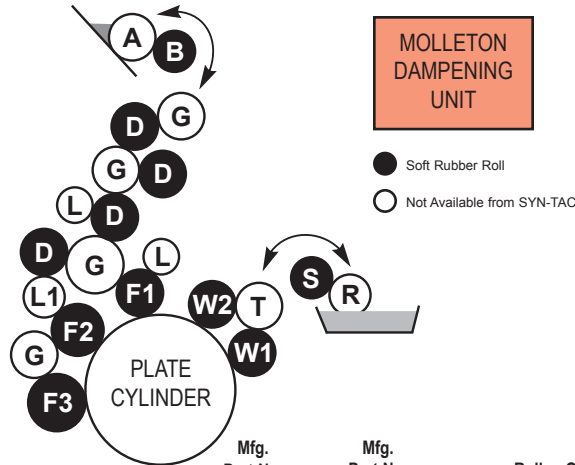 A
B
MOLLETON
DAMPENING
UNIT
D
G
G
D
Soft Rubber Roll
L
D
Not Available from SYN-TAC
D
G
L
L1
F1
S
R
W2
T
F2
W1
G
PLATE
CYLINDER
F3
Mfg.
Mfg.